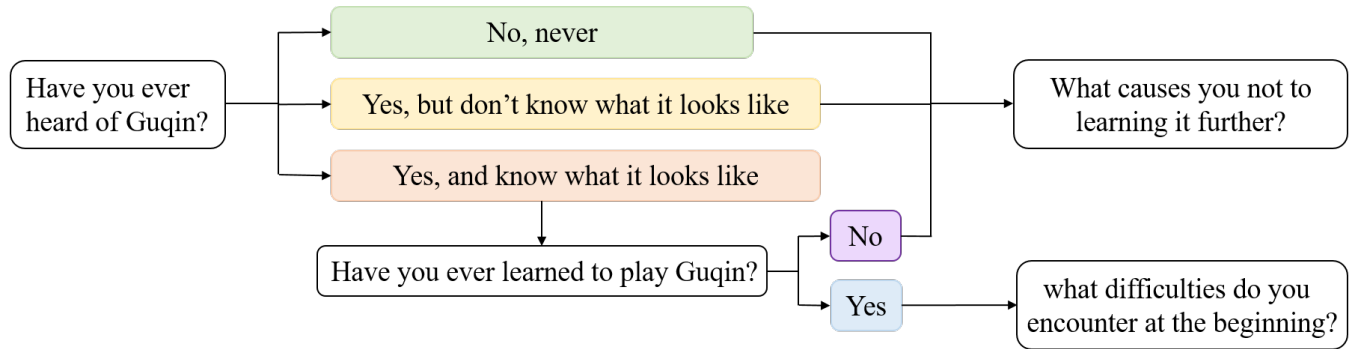 Have you ever
heard of Guqin?
No, never
Yes, but don’t know what it looks like
Yes, and know what it looks like
What causes you not to
learning it further?
Have you ever learned to play Guqin?
No
Yes
what difficulties do you
encounter at the beginning?